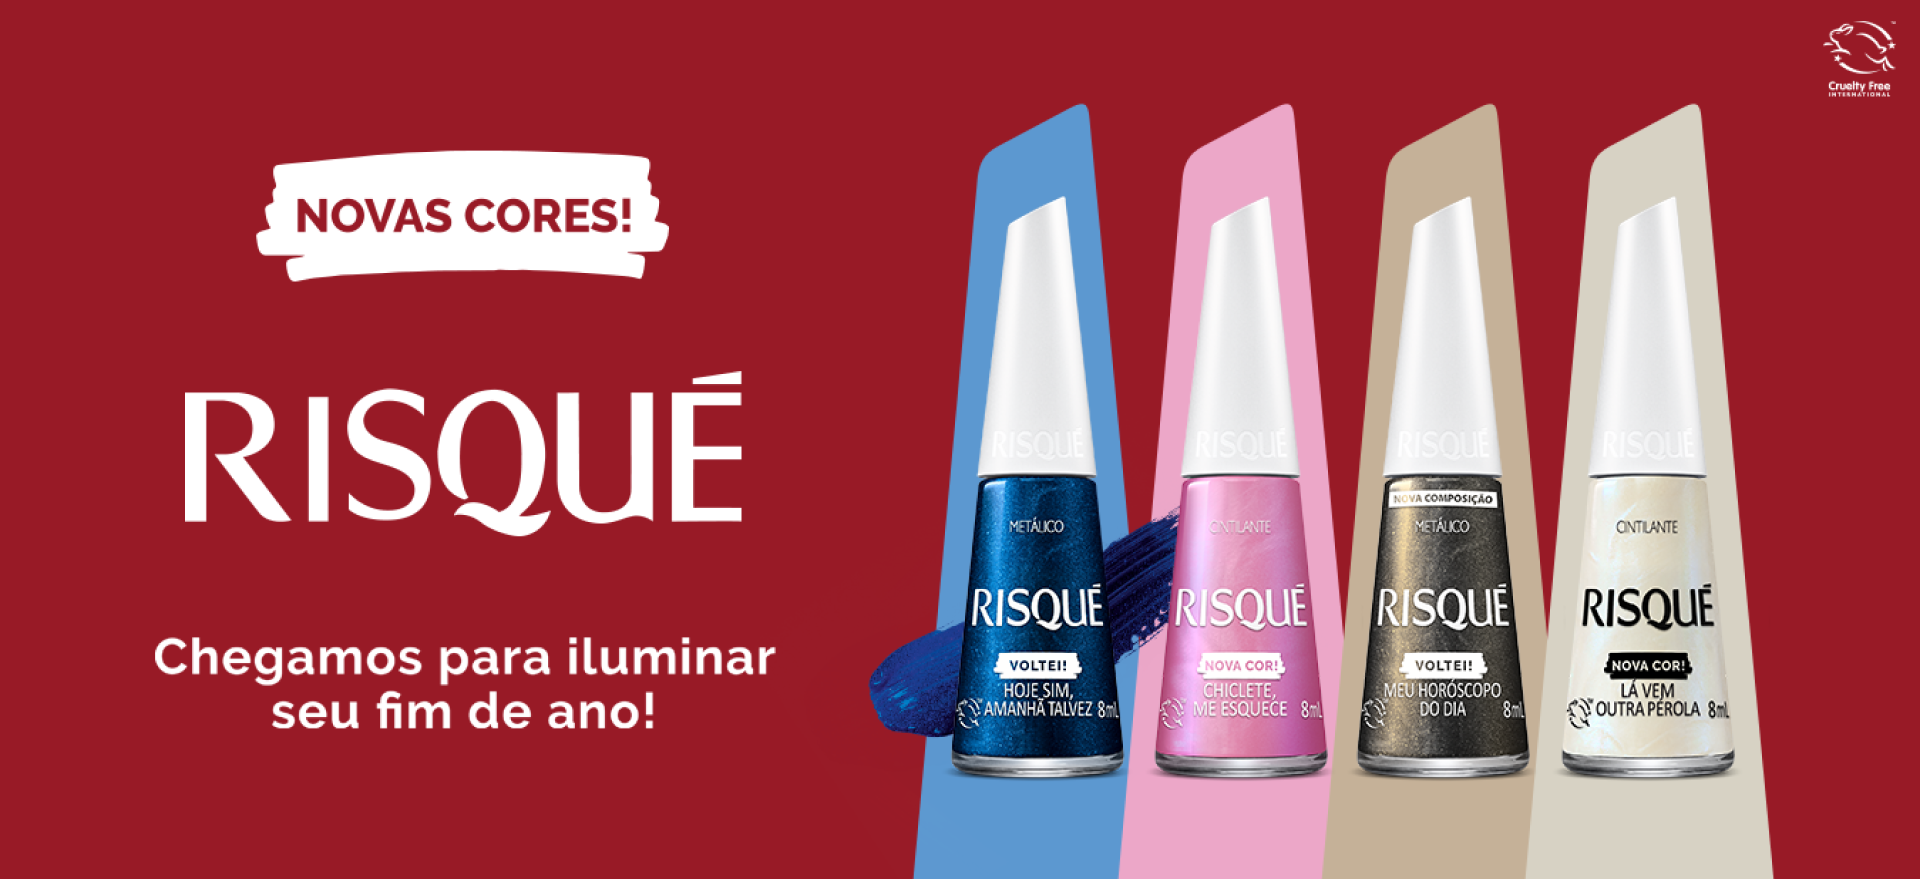 Cruelty Free
INTERNATIONAL
NOVAS CORES!
RISQUÉ
Chegamos para iluminar
seu fim de ano!
RISQUÉ
METÁLICO
RISQUÉ
VOLTEI!
HOJE SIM,
AMANHÃ TALVEZ 8mL
RISQUÉ
CINTILANTE
RISQUÉ
NOVA COR!
CHICLETE,
ME ESQUECE 8mL
RISQUÉ
NOVA COMPOSIÇÃO
METÁLICO
RISQUÉ
VOLTEI!
MEU HORÓSCOPO
DO DIA 8mL
RISQUÉ
CINTILANTE
RISQUÉ
NOVA COR!
LÁ VEM
OUTRA PÉROLA 8mL